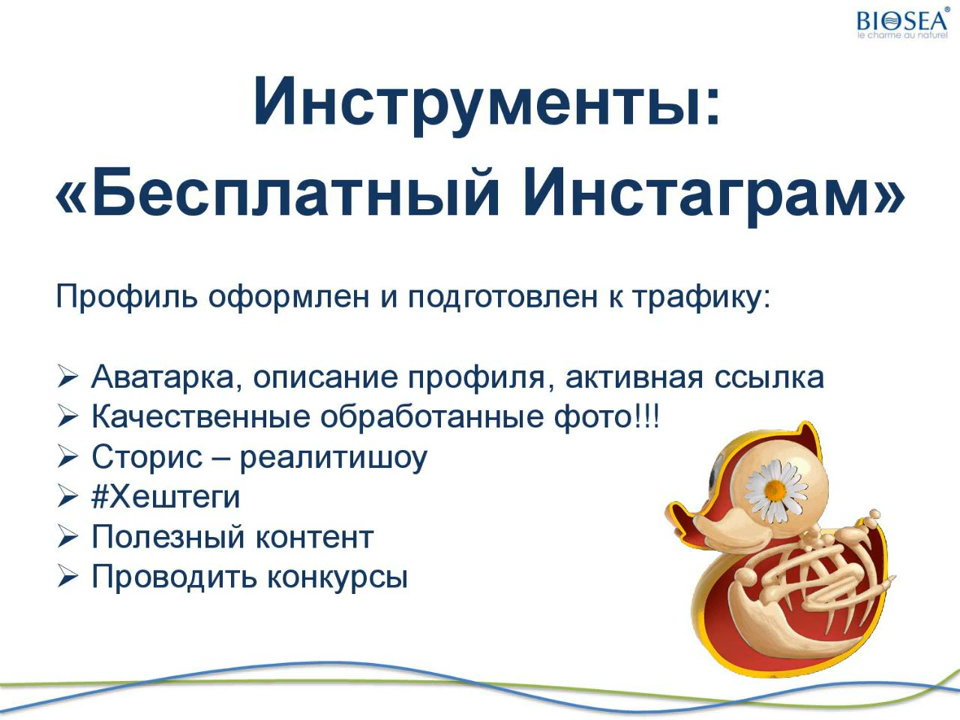 BIOSEA®
le charme au naturel
Инструменты:
«Бесплатный Инстаграм»
Профиль оформлен и подготовлен к трафику:
➢ Аватарка, описание профиля, активная ссылка
➢ Качественные обработанные фото!!!
➢ Сторис – реалитишоу
➢ #Хештеги
➢ Полезный контент
➢ Проводить конкурсы